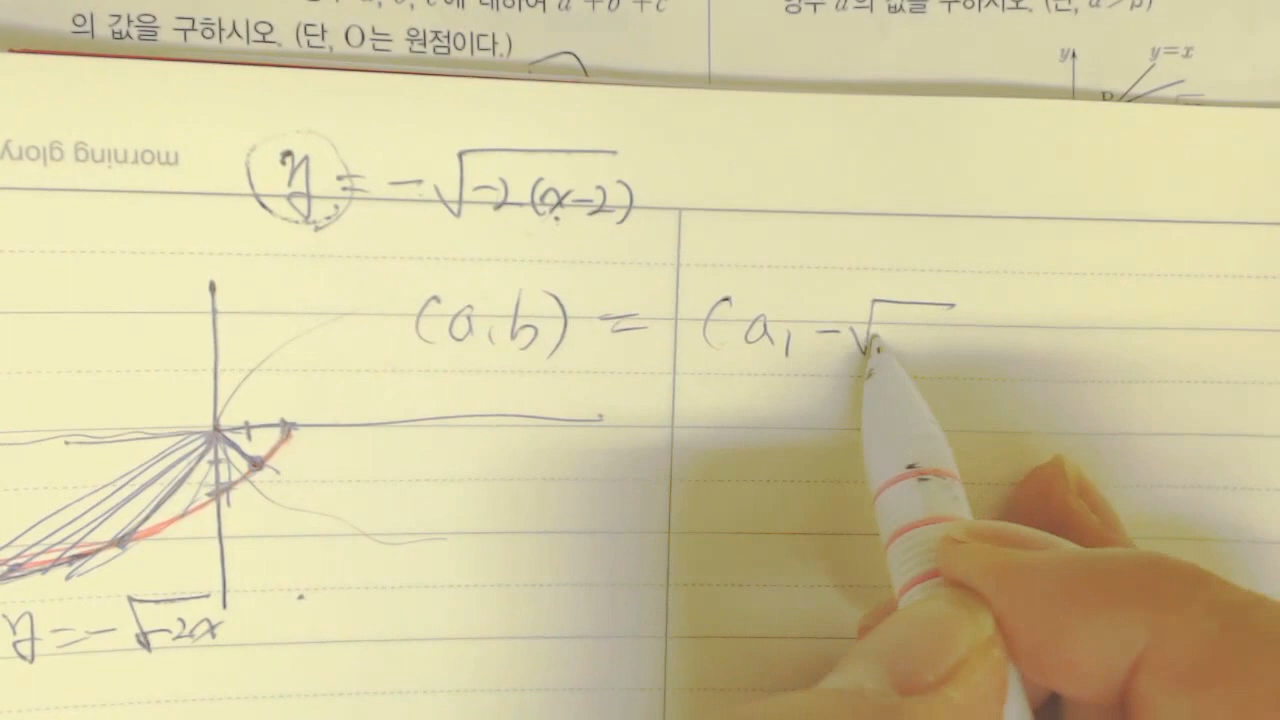 의 값을 구하시오. (단, O는 원점이다.)
y
y=x
morning glory
y = -√-2(x-2)
(a,b) = (a, -√
y = -√-2x